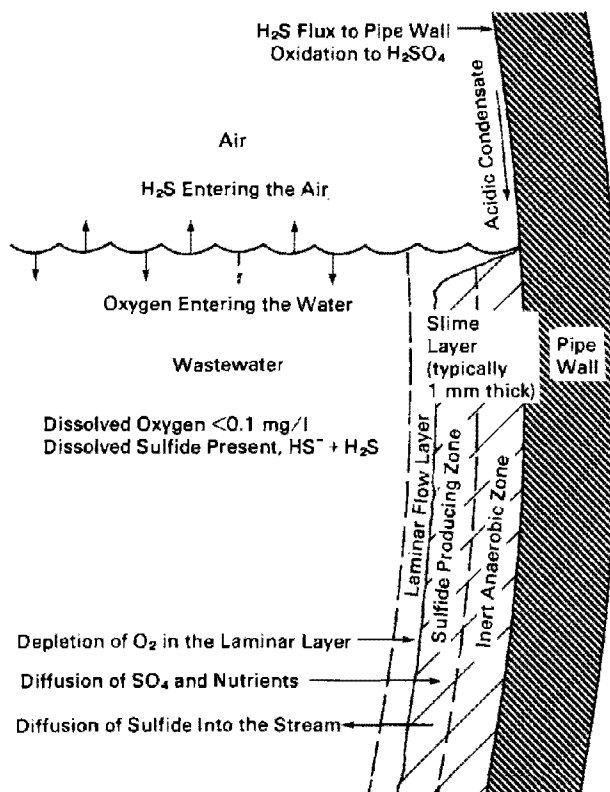 H₂S Flux to Pipe Wall
Oxidation to H₂SO₄
Acidic Condensate
Air
H₂S Entering the Air
Oxygen Entering the Water
Wastewater
Slime
Layer
(typically
1 mm thick)
Pipe
Wall
Dissolved Oxygen <0.1 mg/l
Dissolved Sulfide Present, HS⁻ + H₂S
Laminar Flow Layer
Sulfide Producing Zone
Inert Anaerobic Zone
Depletion of O₂ in the Laminar Layer
Diffusion of SO₄ and Nutrients
Diffusion of Sulfide Into the Stream